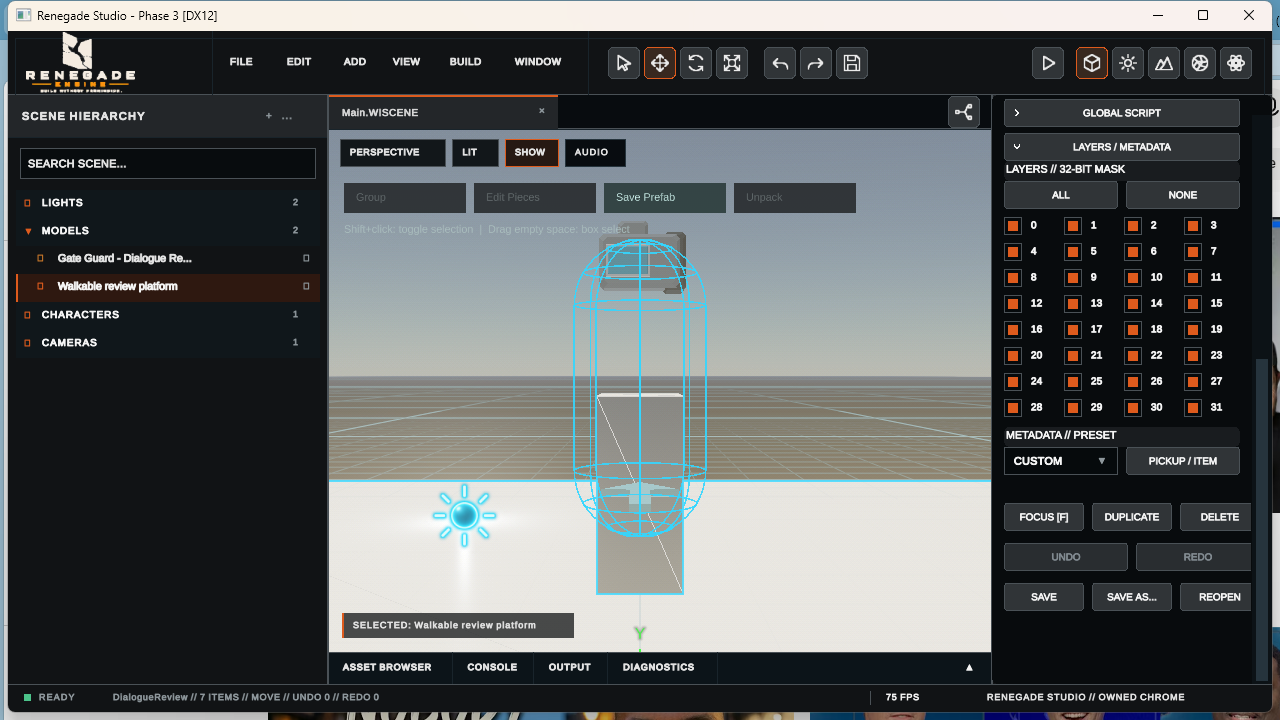 Renegade Studio - Phase 3 [DX12]
RENEGADE
ENGINE
BUILD WITHOUT PERMISSION.
FILE EDIT ADD VIEW BUILD WINDOW
SCENE HIERARCHY + ...
SEARCH SCENE...
LIGHTS 2
MODELS 2
Gate Guard - Dialogue Re...
Walkable review platform
CHARACTERS 1
CAMERAS 1
Main.WISCENE ×
PERSPECTIVE LIT SHOW AUDIO
Group Edit Pieces Save Prefab Unpack
Shift+click: toggle selection | Drag empty space: box select
Y
SELECTED: Walkable review platform
ASSET BROWSER CONSOLE OUTPUT DIAGNOSTICS
GLOBAL SCRIPT
LAYERS / METADATA
LAYERS // 32-BIT MASK
ALL NONE
0 1 2 3
4 5 6 7
8 9 10 11
12 13 14 15
16 17 18 19
20 21 22 23
24 25 26 27
28 29 30 31
METADATA // PRESET
CUSTOM PICKUP / ITEM
FOCUS [F] DUPLICATE DELETE
UNDO REDO
SAVE SAVE AS... REOPEN
READY DialogueReview // 7 ITEMS // MOVE // UNDO 0 // REDO 0 75 FPS RENEGADE STUDIO // OWNED CHROME